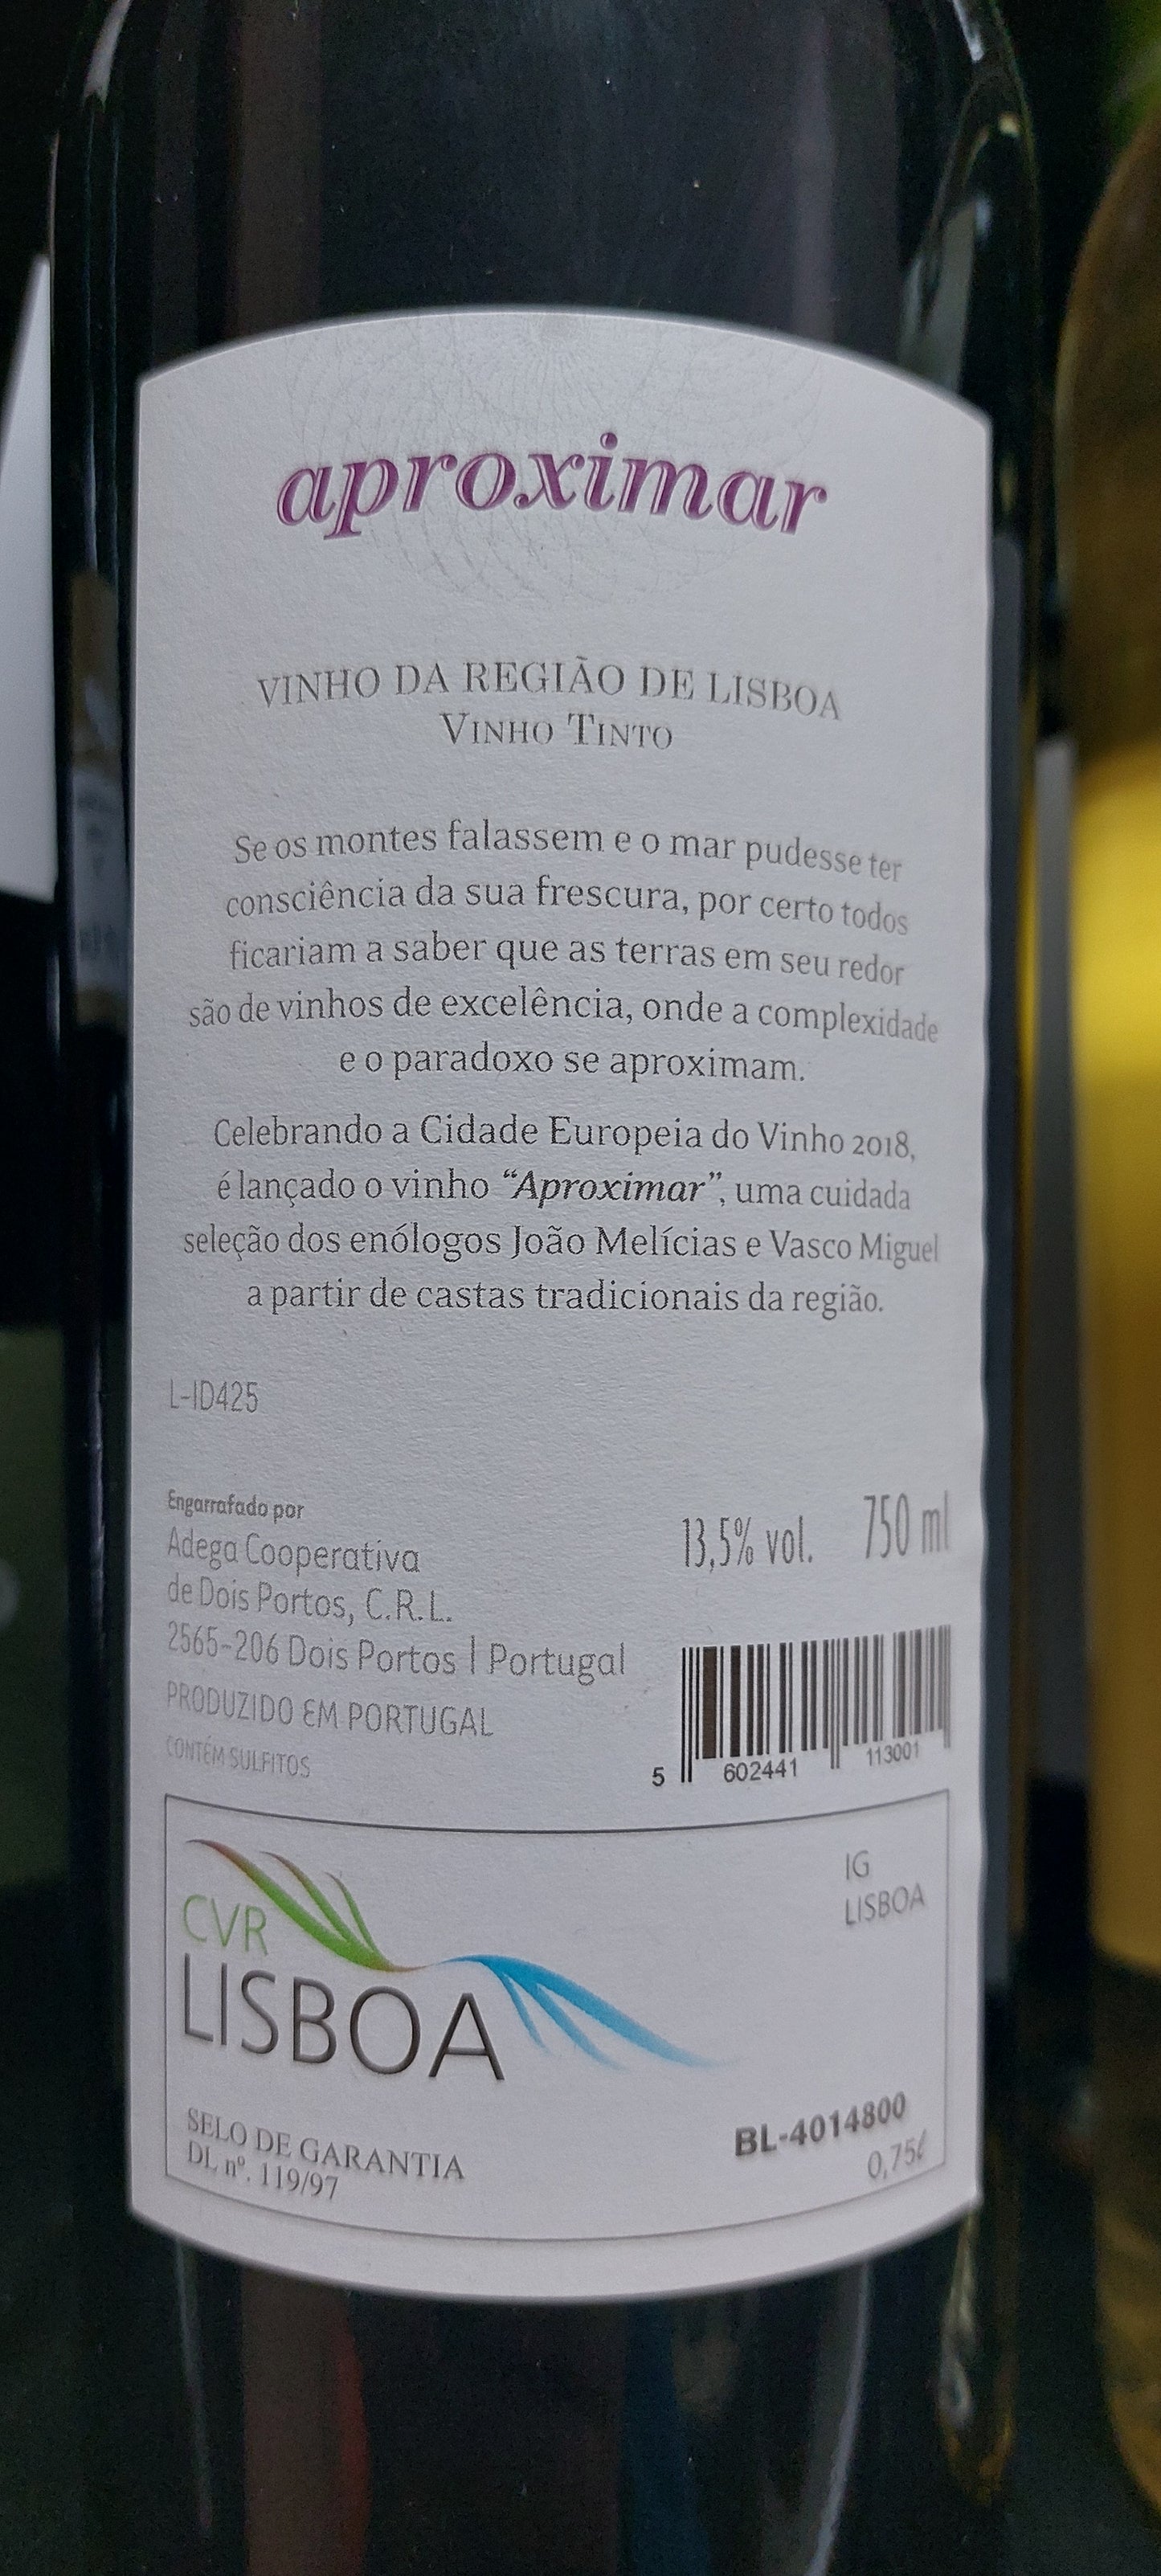 aproximar
VINHO DA REGIÃO DE LISBOA
VINHO TINTO
Se os montes falassem e o mar pudesse ter
consciência da sua frescura, por certo todos
ficariam a saber que as terras em seu redor
são de vinhos de excelência, onde a complexidade
e o paradoxo se aproximam.
Celebrando a Cidade Europeia do Vinho 2018,
é lançado o vinho “Aproximar”, uma cuidada
seleção dos enólogos João Melícias e Vasco Miguel
a partir de castas tradicionais da região.
L-ID425
Engarrafado por
Adega Cooperativa
de Dois Portos, C.R.L.
2565-206 Dois Portos | Portugal
PRODUZIDO EM PORTUGAL
CONTÉM SULFITOS
13,5% vol. 750 ml
5 602441 113001
CVR
LISBOA
IG
LISBOA
SELO DE GARANTIA
DL nº. 119/97
BL-4014800
0,75ℓ